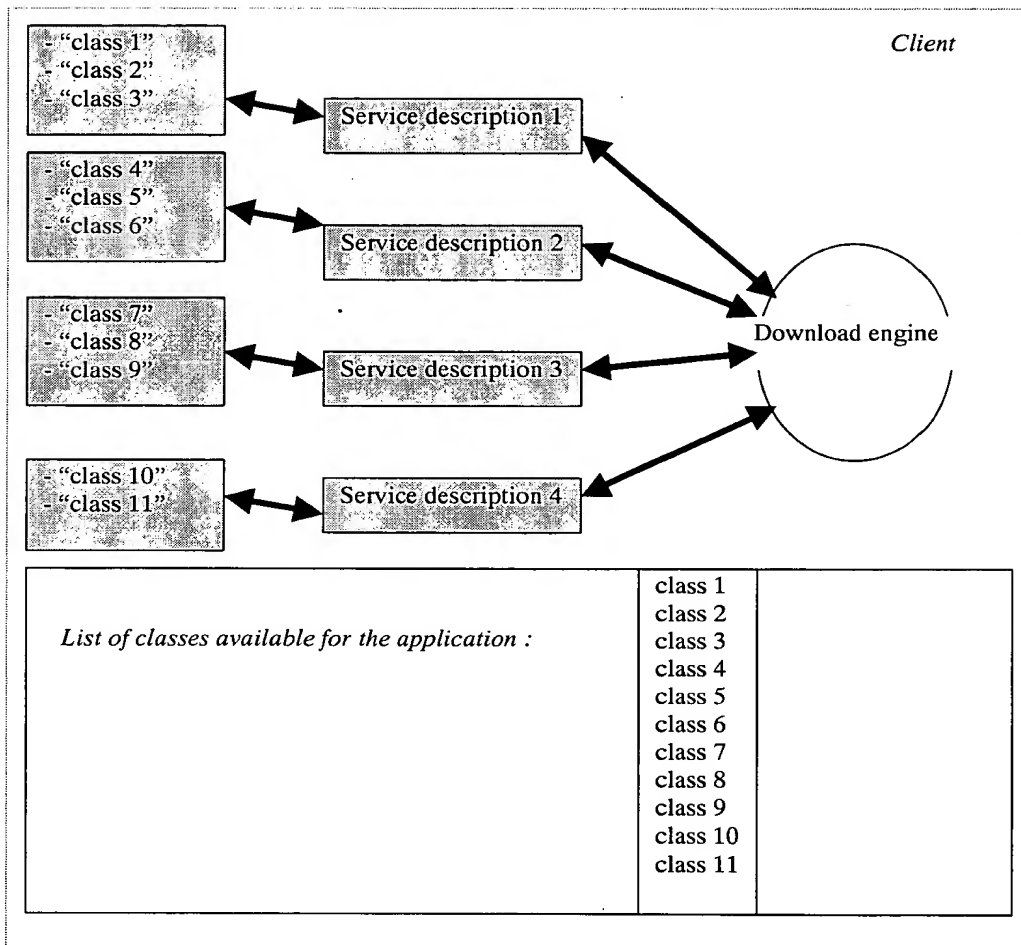 Client
- “class 1”
- “class 2”
- “class 3”
Service description 1
- “class 4”
- “class 5”
- “class 6”
Service description 2
- “class 7”
- “class 8”
- “class 9”
Service description 3
Download engine
- “class 10”
- “class 11”
Service description 4
List of classes available for the application :
class 1
class 2
class 3
class 4
class 5
class 6
class 7
class 8
class 9
class 10
class 11